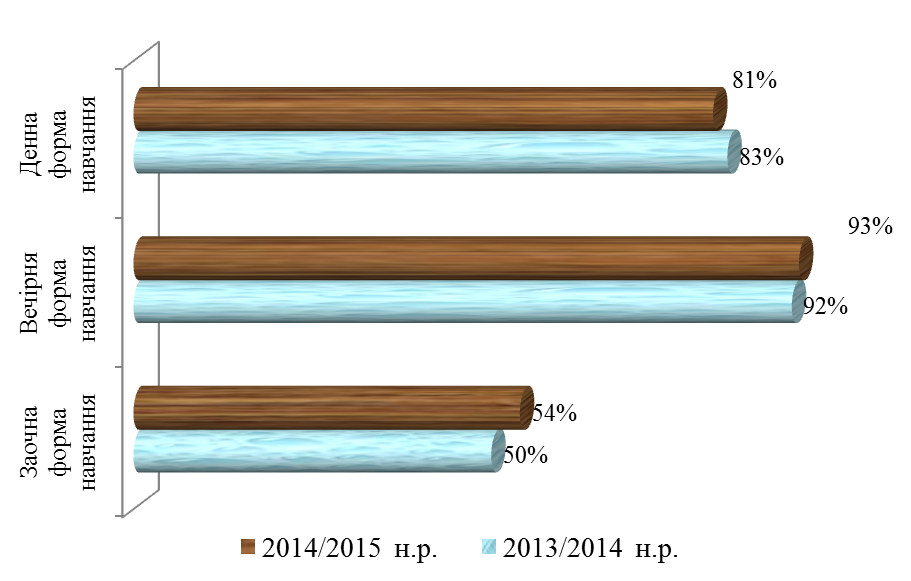 Денна
форма
навчання
81%
83%
Вечірня
форма
навчання
93%
92%
Заочна
форма
навчання
54%
50%
2014/2015 н.р.
2013/2014 н.р.